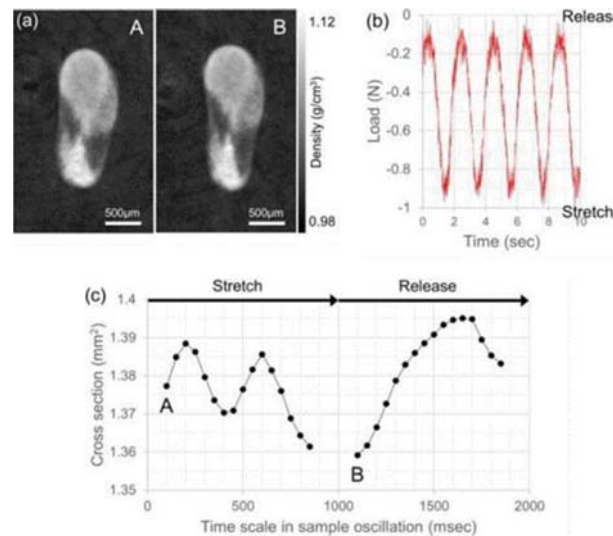 (a)
A
B
1.12
Density (g/cm³)
0.98
500μm
500μm
(b)
0
-0.2
-0.4
-0.6
-0.8
-1
Load (N)
Release
Stretch
0 2 4 6 8 10
Time (sec)
(c)
Stretch
Release
1.4
1.39
1.38
1.37
1.36
1.35
Cross section (mm²)
A
B
0 500 1000 1500 2000
Time scale in sample oscillation (msec)